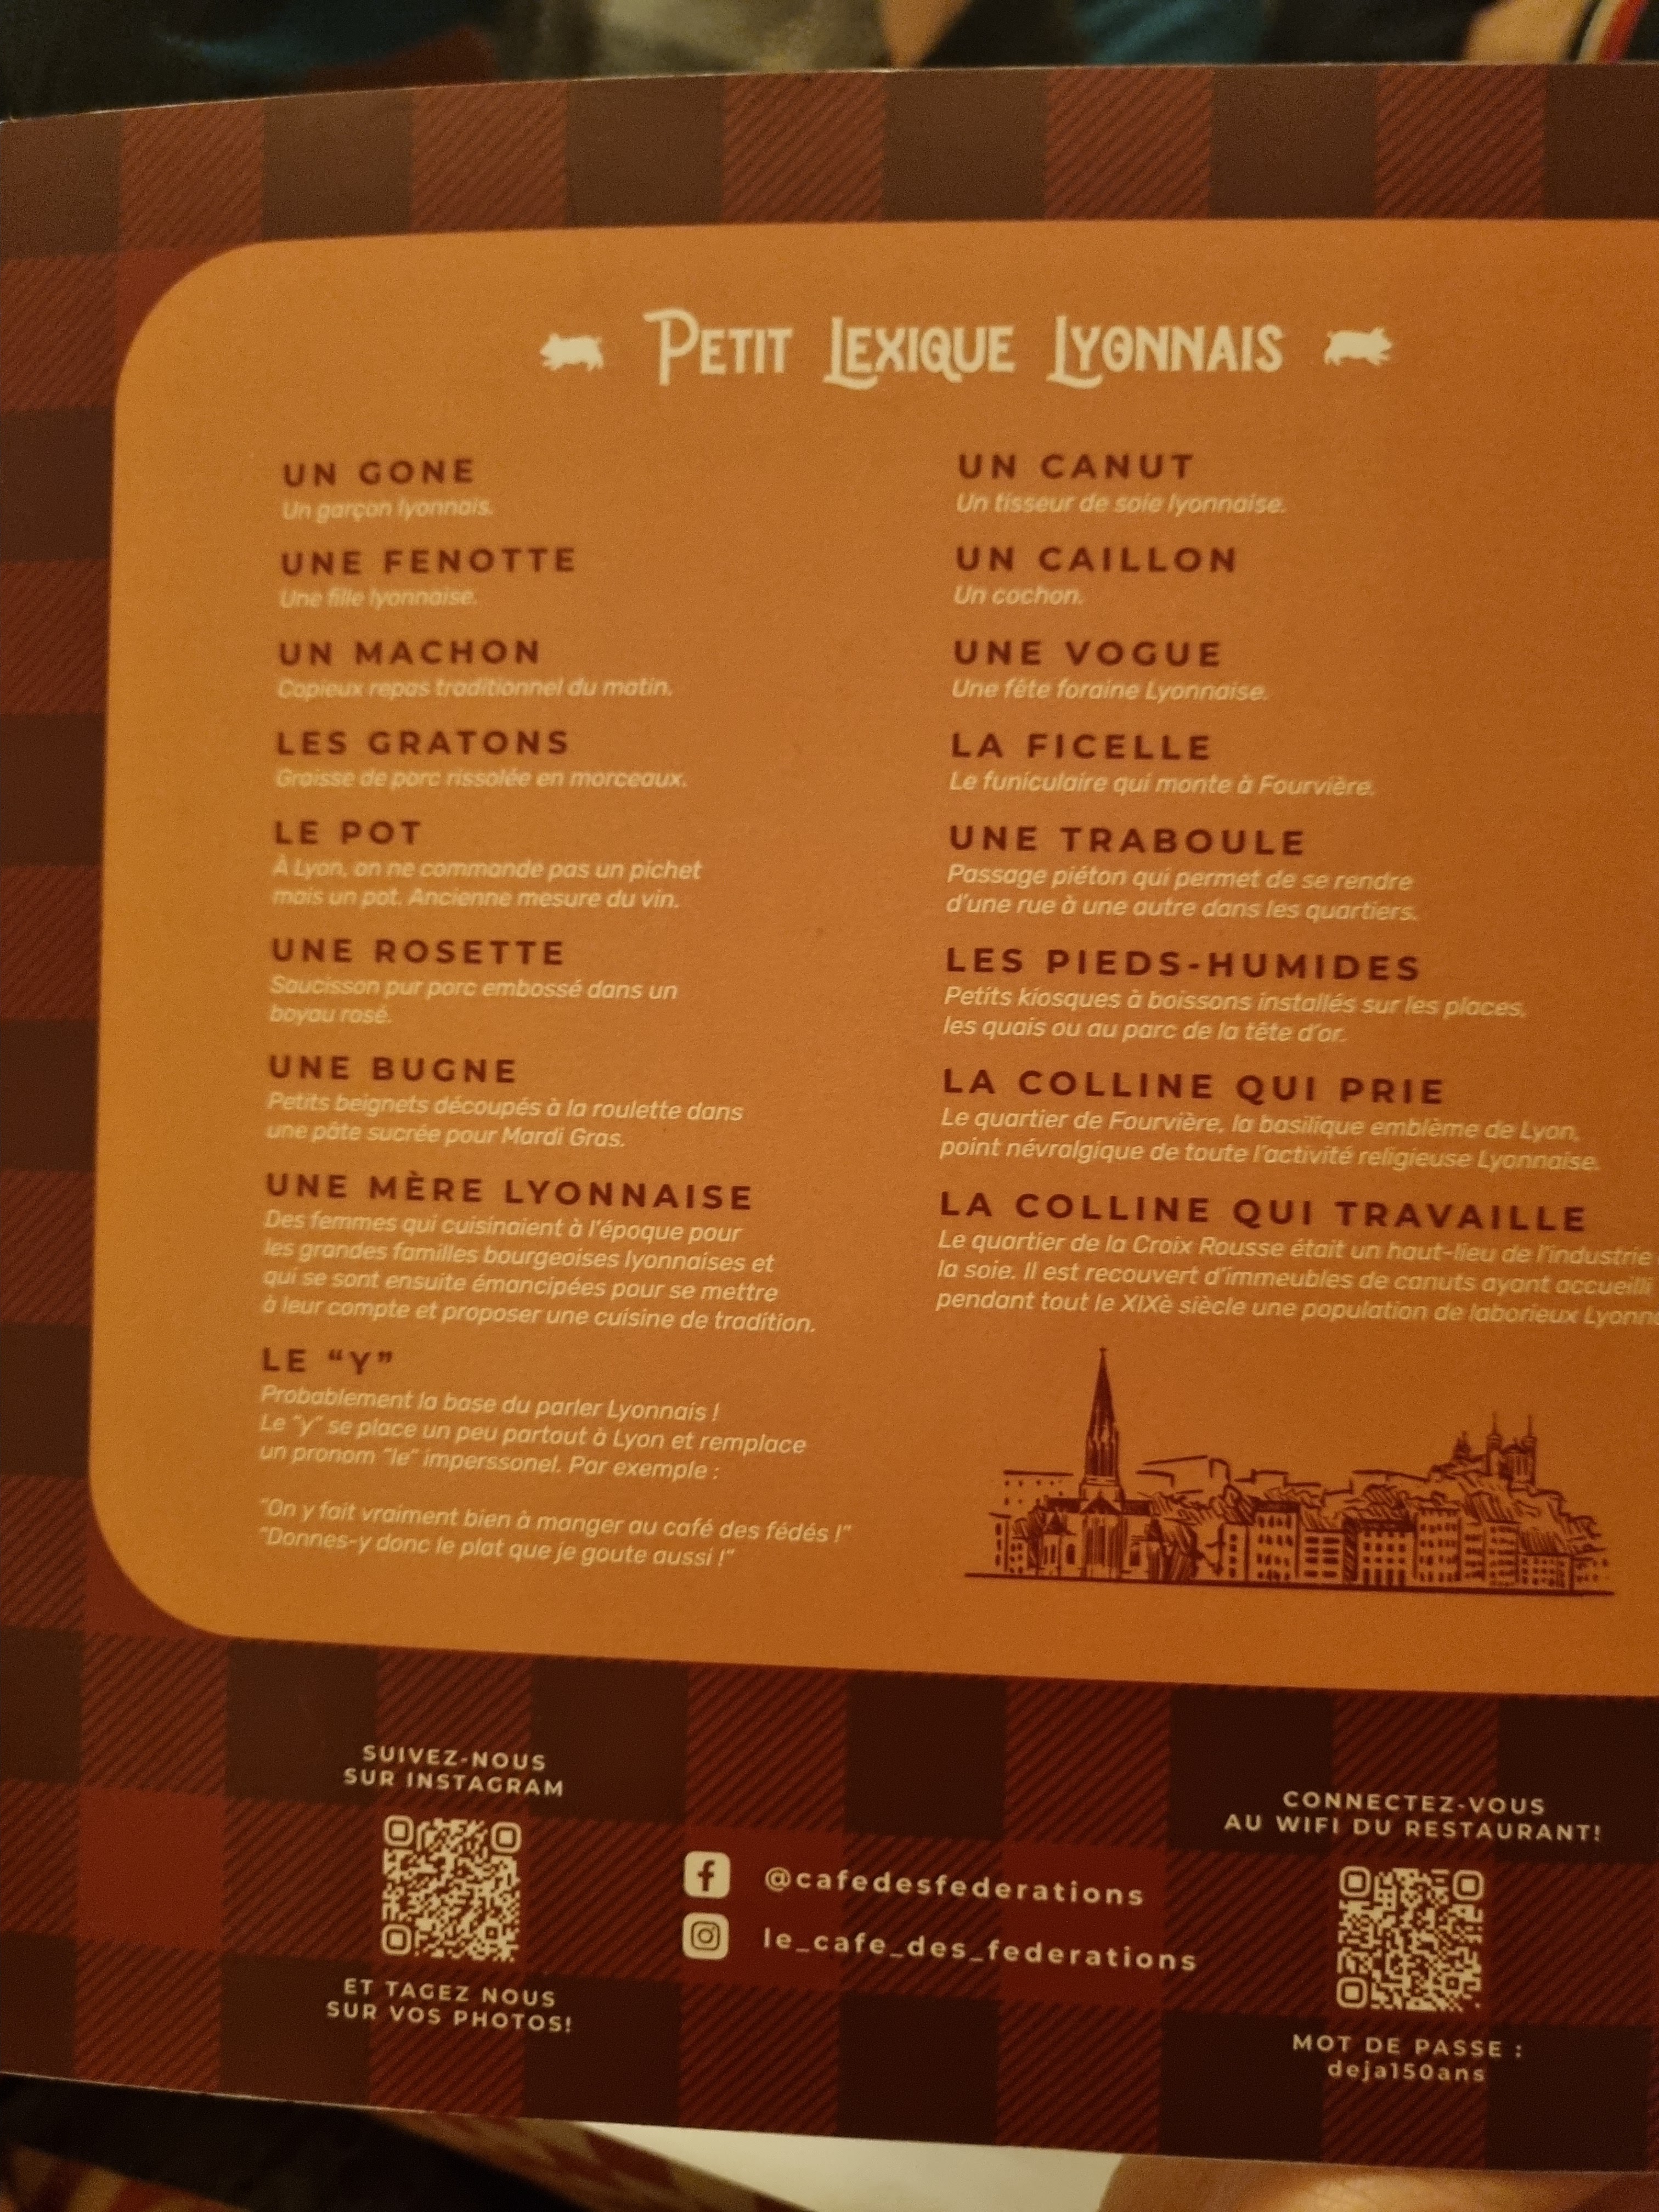 Petit Lexique Lyonnais
UN GONE
Un garçon lyonnais.
UNE FENOTTE
Une fille lyonnaise.
UN MACHON
Copieux repas traditionnel du matin.
LES GRATONS
Graisse de porc rissolée en morceaux.
LE POT
À Lyon, on ne commande pas un pichet
mais un pot. Ancienne mesure du vin.
UNE ROSETTE
Saucisson pur porc embossé dans un
boyau rosé.
UNE BUGNE
Petits beignets découpés à la roulette dans
une pâte sucrée pour Mardi Gras.
UNE MÈRE LYONNAISE
Des femmes qui cuisinaient à l'époque pour
les grandes familles bourgeoises lyonnaises et
qui se sont ensuite émancipées pour se mettre
à leur compte et proposer une cuisine de tradition.
LE “Y”
Probablement la base du parler Lyonnais !
Le "y" se place un peu partout à Lyon et remplace
un pronom "le" imperssonel. Par exemple :
"On y fait vraiment bien à manger au café des fédés !"
"Donnes-y donc le plat que je goute aussi !"
UN CANUT
Un tisseur de soie lyonnaise.
UN CAILLON
Un cochon.
UNE VOGUE
Une fête foraine Lyonnaise.
LA FICELLE
Le funiculaire qui monte à Fourvière.
UNE TRABOULE
Passage piéton qui permet de se rendre
d'une rue à une autre dans les quartiers.
LES PIEDS-HUMIDES
Petits kiosques à boissons installés sur les places,
les quais ou au parc de la tête d'or.
LA COLLINE QUI PRIE
Le quartier de Fourvière, la basilique emblème de Lyon,
point névralgique de toute l'activité religieuse Lyonnaise.
LA COLLINE QUI TRAVAILLE
Le quartier de la Croix Rousse était un haut-lieu de l'industrie
la soie. Il est recouvert d'immeubles de canuts ayant accueilli
pendant tout le XIXè siècle une population de laborieux
SUIVEZ-NOUS
SUR INSTAGRAM
ET TAGEZ NOUS
SUR VOS PHOTOS!
@cafedesfederations
le_cafe_des_federations
CONNECTEZ-VOUS
AU WIFI DU RESTAURANT!
MOT DE PASSE :
deja150ans